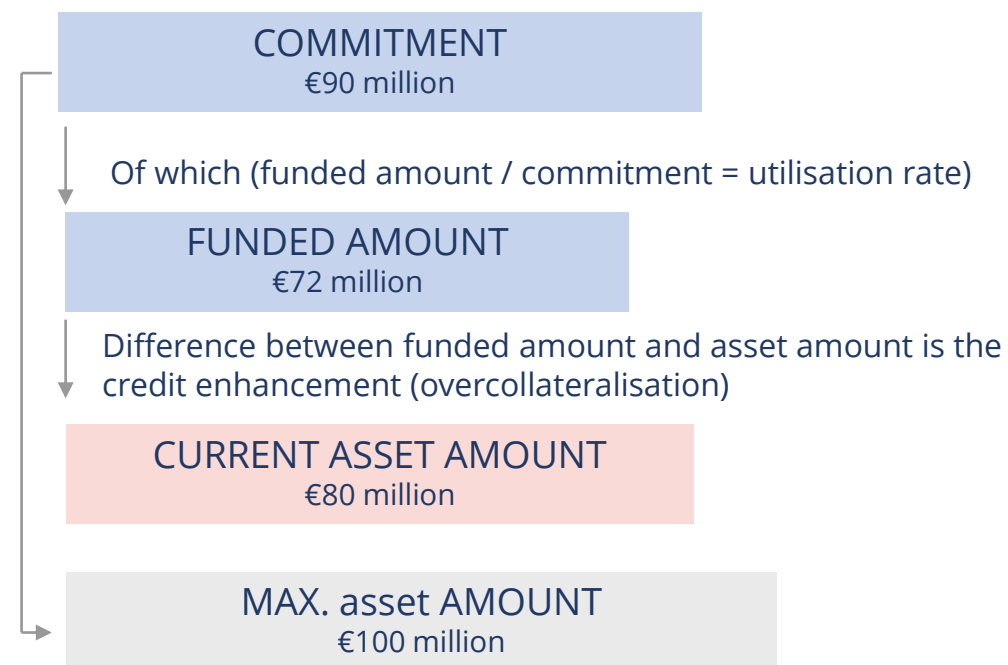 COMMITMENT
€90 million
Of which (funded amount / commitment = utilisation rate)
FUNDED AMOUNT
€72 million
Difference between funded amount and asset amount is the
credit enhancement (overcollateralisation)
CURRENT ASSET AMOUNT
€80 million
MAX. asset AMOUNT
€100 million